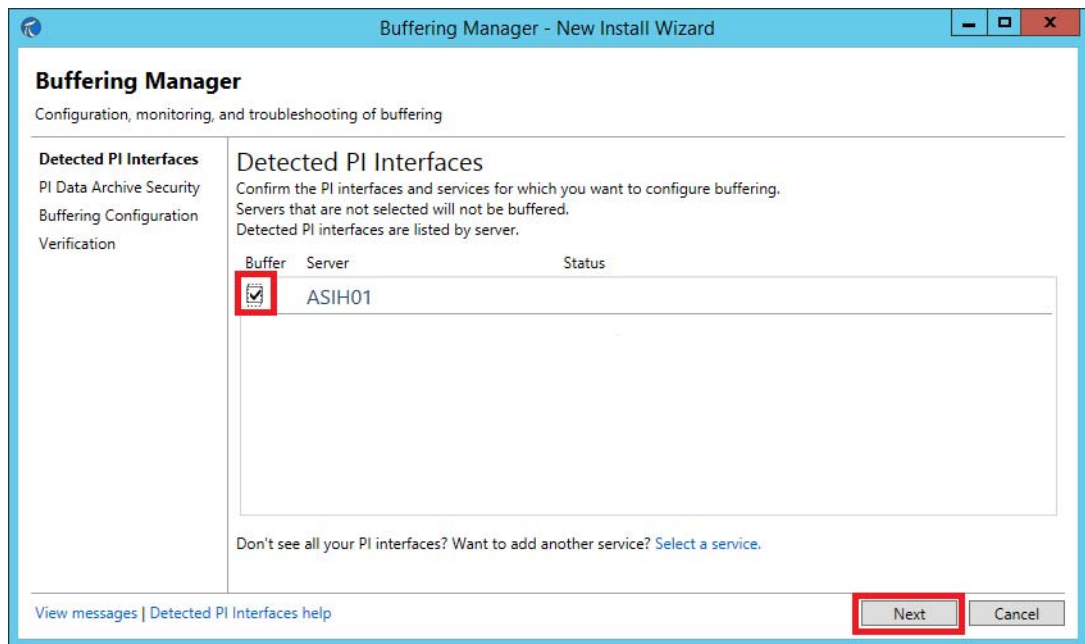 Buffering Manager - New Install Wizard
Buffering Manager
Configuration, monitoring, and troubleshooting of buffering
Detected PI Interfaces
PI Data Archive Security
Buffering Configuration
Verification
Detected PI Interfaces
Confirm the PI interfaces and services for which you want to configure buffering.
Servers that are not selected will not be buffered.
Detected PI interfaces are listed by server.
Buffer Server Status
ASIH01
Don't see all your PI interfaces? Want to add another service? Select a service.
View messages | Detected PI Interfaces help
Next Cancel